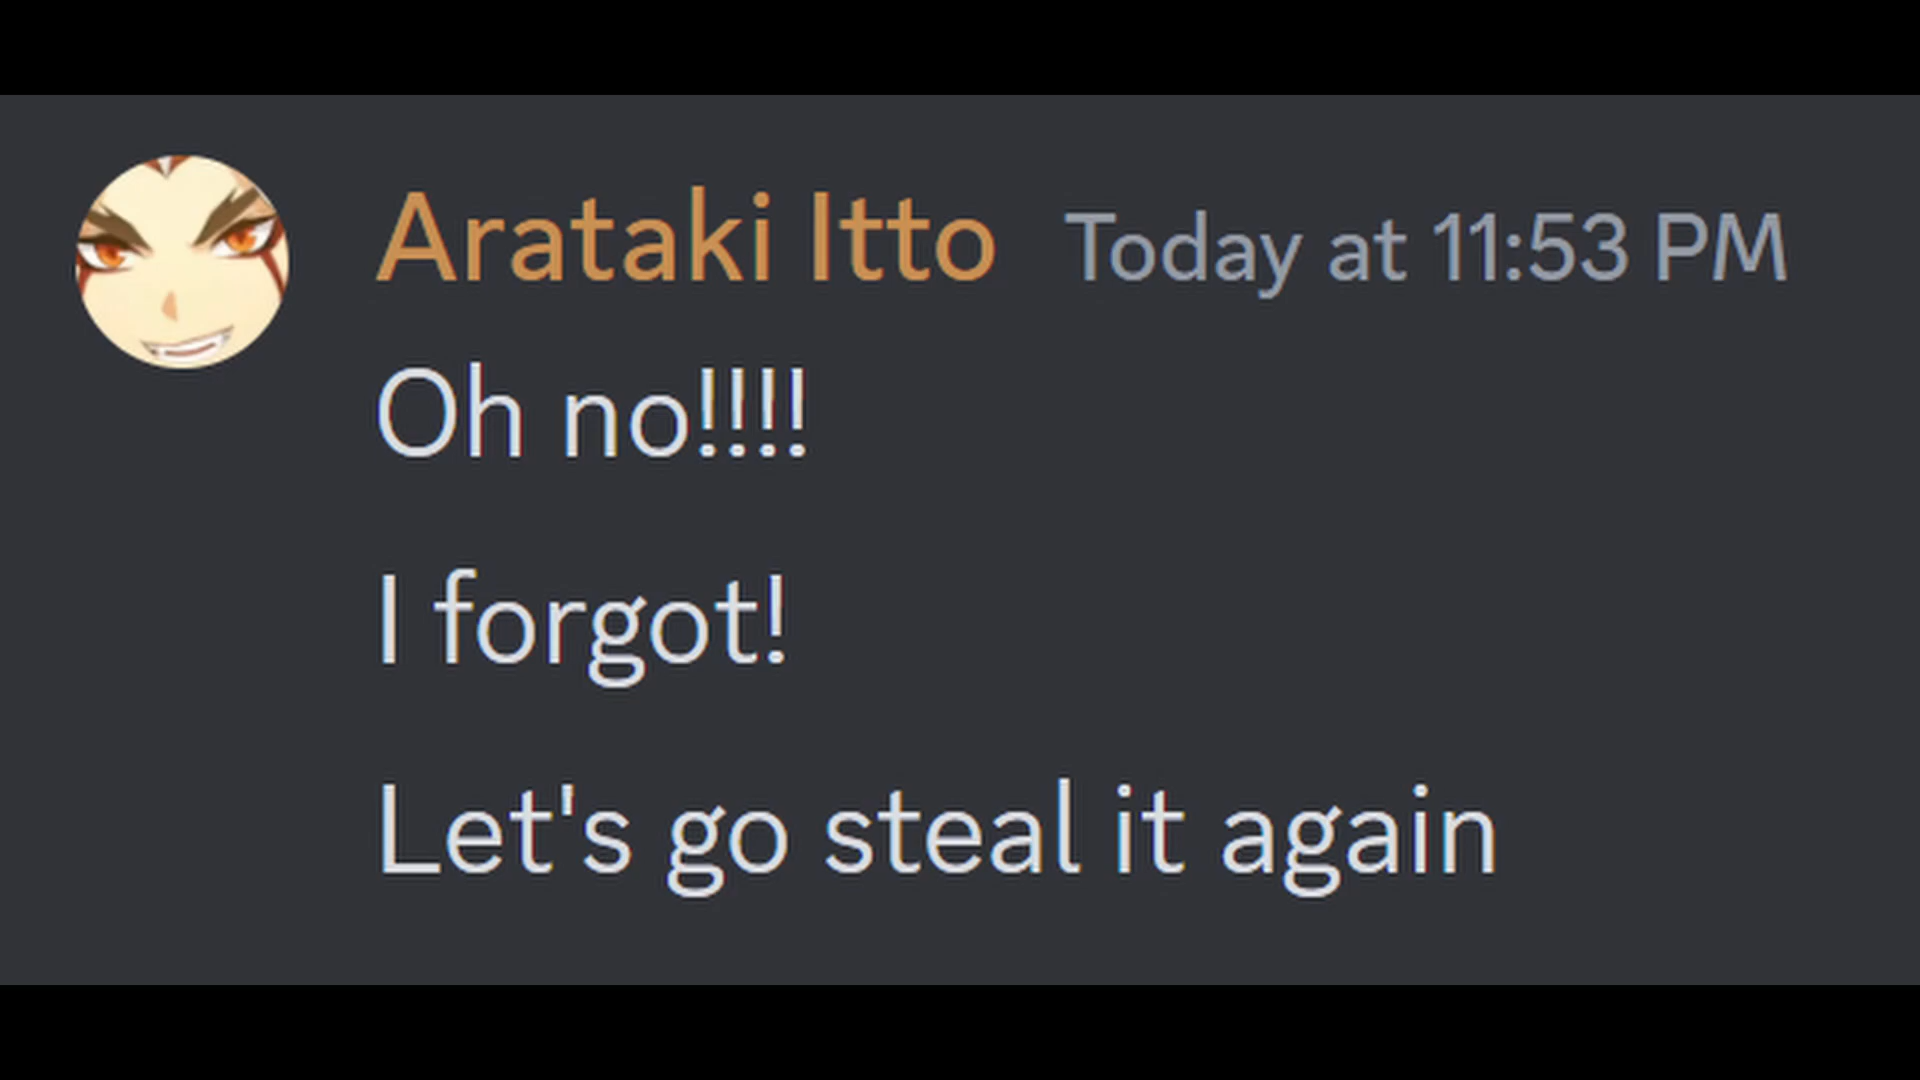 Arataki Itto Today at 11:53 PM
Oh no!!!!
I forgot!
Let's go steal it again